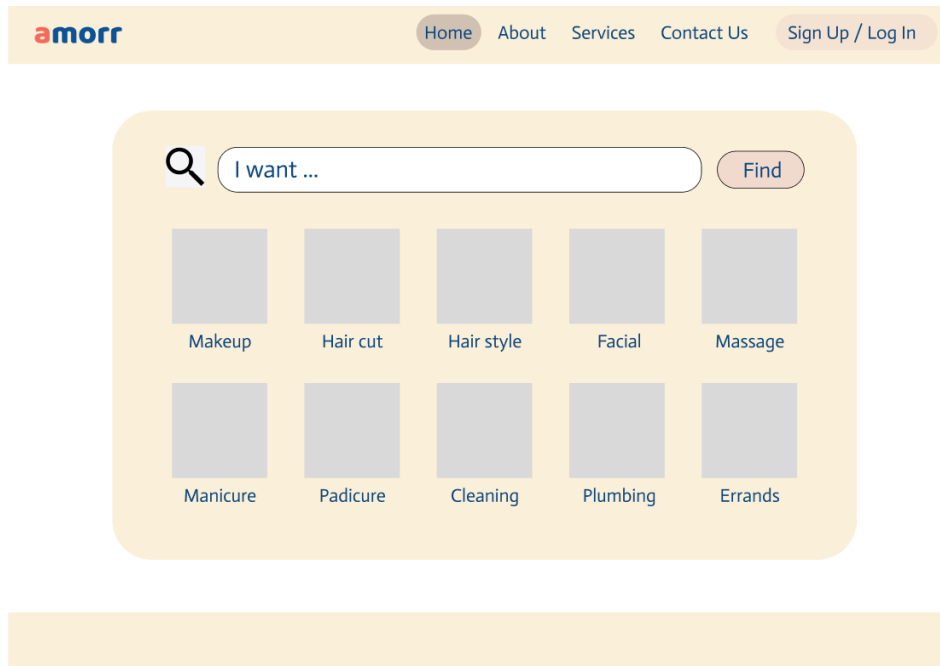 amorr Home About Services Contact Us Sign Up / Log In
I want ... Find
Makeup Hair cut Hair style Facial Massage
Manicure Padicure Cleaning Plumbing Errands